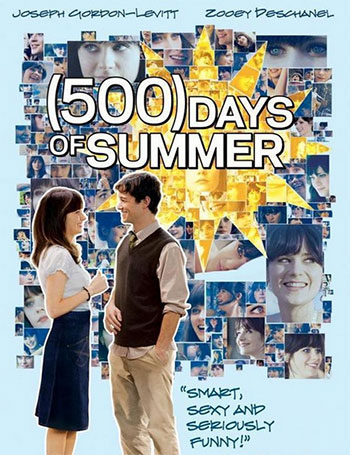 JOSEPH GORDON-LEVITT ZOOEY DESCHANEL
(500) DAYS
OF SUMMER
"SMART,
SEXY AND
SERIOUSLY
FUNNY!"